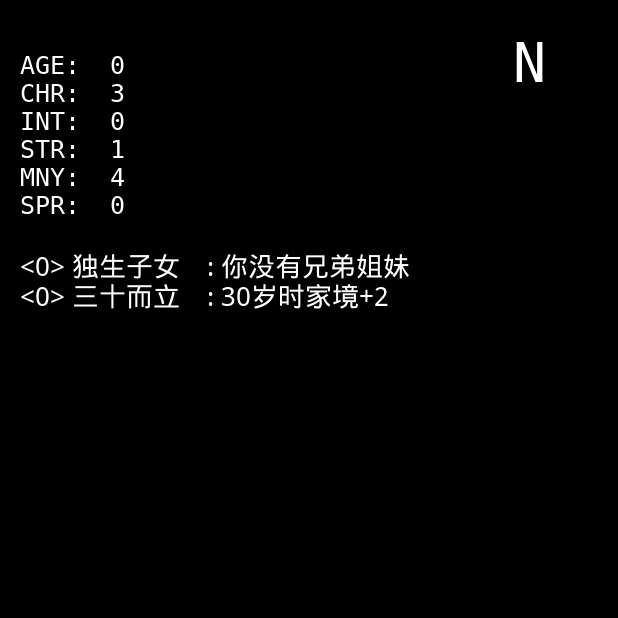 N
AGE: 0
CHR: 3
INT: 0
STR: 1
MNY: 4
SPR: 0
<0> 独生子女 : 你没有兄弟姐妹
<0> 三十而立 : 30岁时家境+2